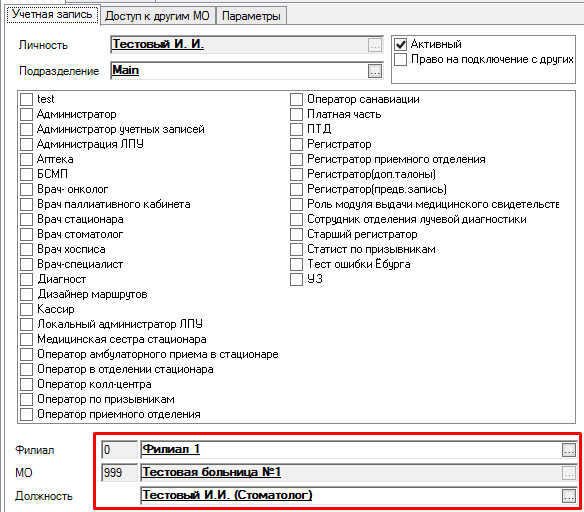 Учетная запись Доступ к другим МО Параметры
Личность Тестовый И. И. ...
Активный
Право на подключение с других
Подразделение Main ...
test
Администратор
Администратор учетных записей
Администрация ЛПУ
Аптека
БСМП
Врач- онколог
Врач паллиативного кабинета
Врач стационара
Врач стоматолог
Врач хосписа
Врач-специалист
Диагност
Дизайнер маршрутов
Кассир
Локальный администратор ЛПУ
Медицинская сестра стационара
Оператор амбулаторного приема в стационаре
Оператор в отделении стационара
Оператор колл-центра
Оператор по призывникам
Оператор приемного отделения
Оператор санавиации
Платная часть
ПТД
Регистратор
Регистратор приемного отделения
Регистратор(доп.талоны)
Регистратор(предв.запись)
Роль модуля выдачи медицинского свидетельств
Сотрудник отделения лучевой диагностики
Старший регистратор
Статист по призывникам
Тест ошибки Ёбурга
УЗ
Филиал 0 Филиал 1 ...
МО 999 Тестовая больница №1 ...
Должность Тестовый И.И. (Стоматолог) ...